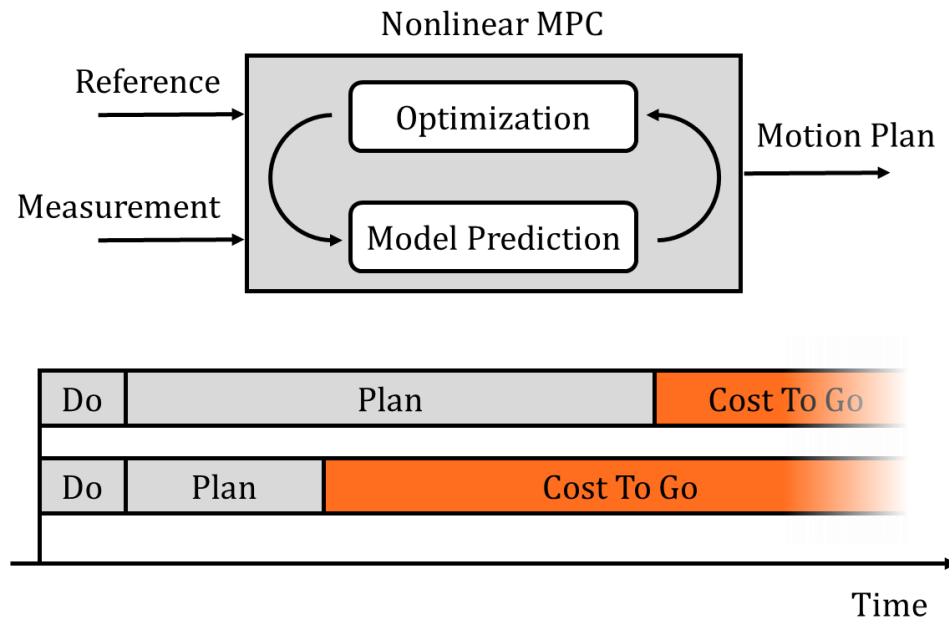 Nonlinear MPC
Reference
Optimization
Motion Plan
Measurement
Model Prediction
Do
Plan
Cost To Go
Do
Plan
Cost To Go
Time